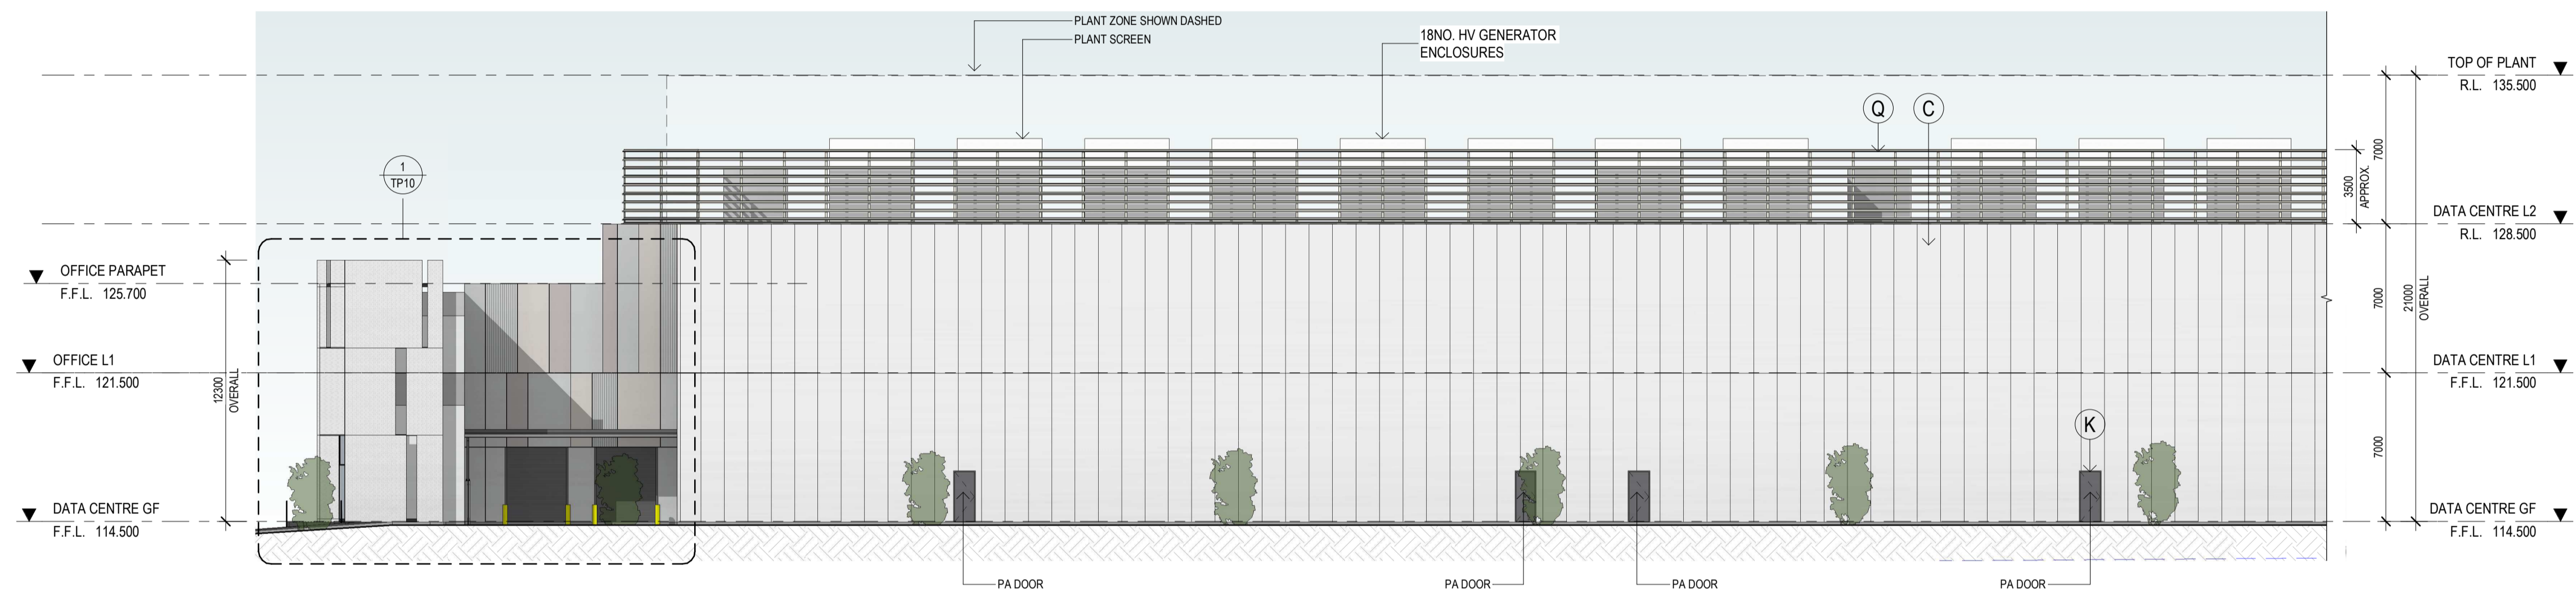 PLANT ZONE SHOWN DASHED
PLANT SCREEN
18NO. HV GENERATOR
ENCLOSURES
TOP OF PLANT
R.L. 135.500
Q
C
7000
3500
APPROX.
1
TP10
DATA CENTRE L2
R.L. 128.500
OFFICE PARAPET
F.F.L. 125.700
7000
21000
OVERALL
OFFICE L1
F.F.L. 121.500
12300
OVERALL
DATA CENTRE L1
F.F.L. 121.500
K
7000
DATA CENTRE GF
F.F.L. 114.500
DATA CENTRE GF
F.F.L. 114.500
PA DOOR
PA DOOR
PA DOOR
PA DOOR